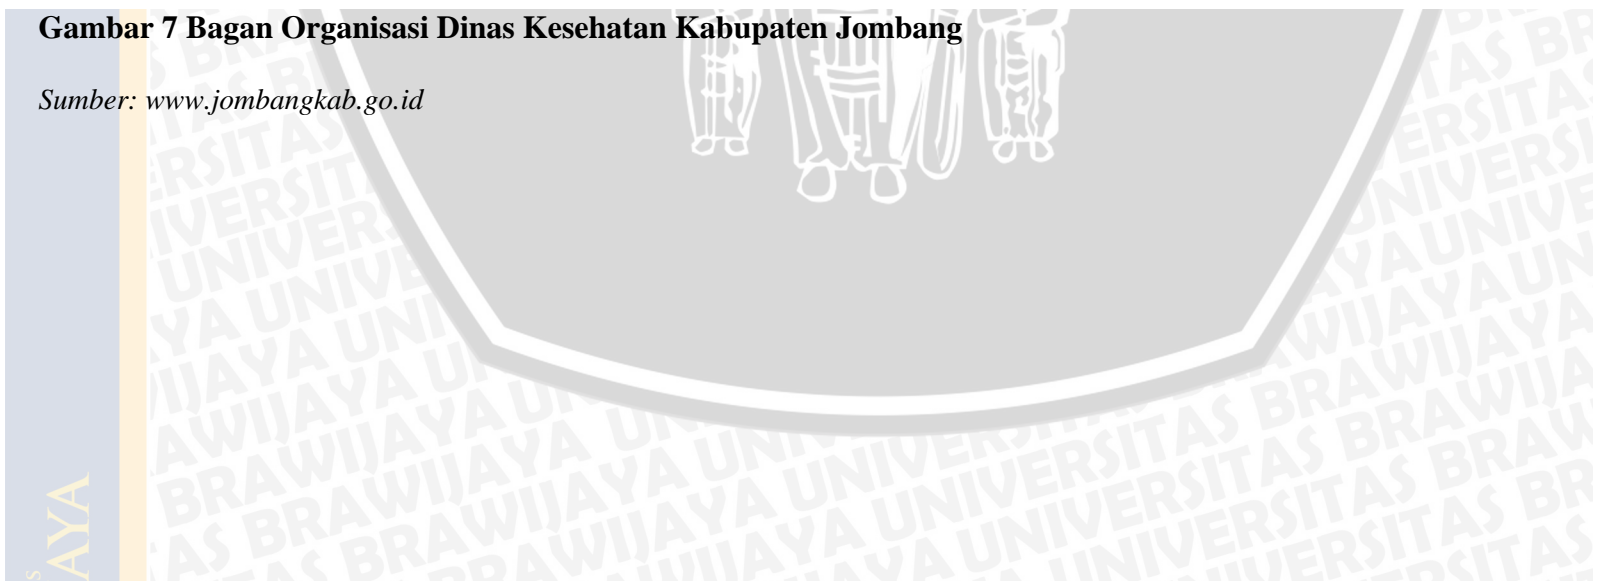 Gambar 7 Bagan Organisasi Dinas Kesehatan Kabupaten Jombang
Sumber: www.jombangkab.go.id